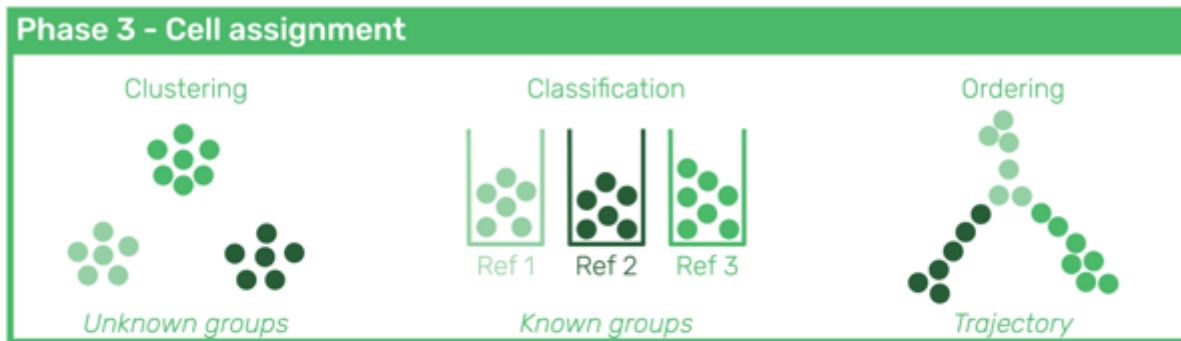 Phase 3 - Cell assignment
Clustering
Classification
Ordering
Ref 1
Ref 2
Ref 3
Unknown groups
Known groups
Trajectory